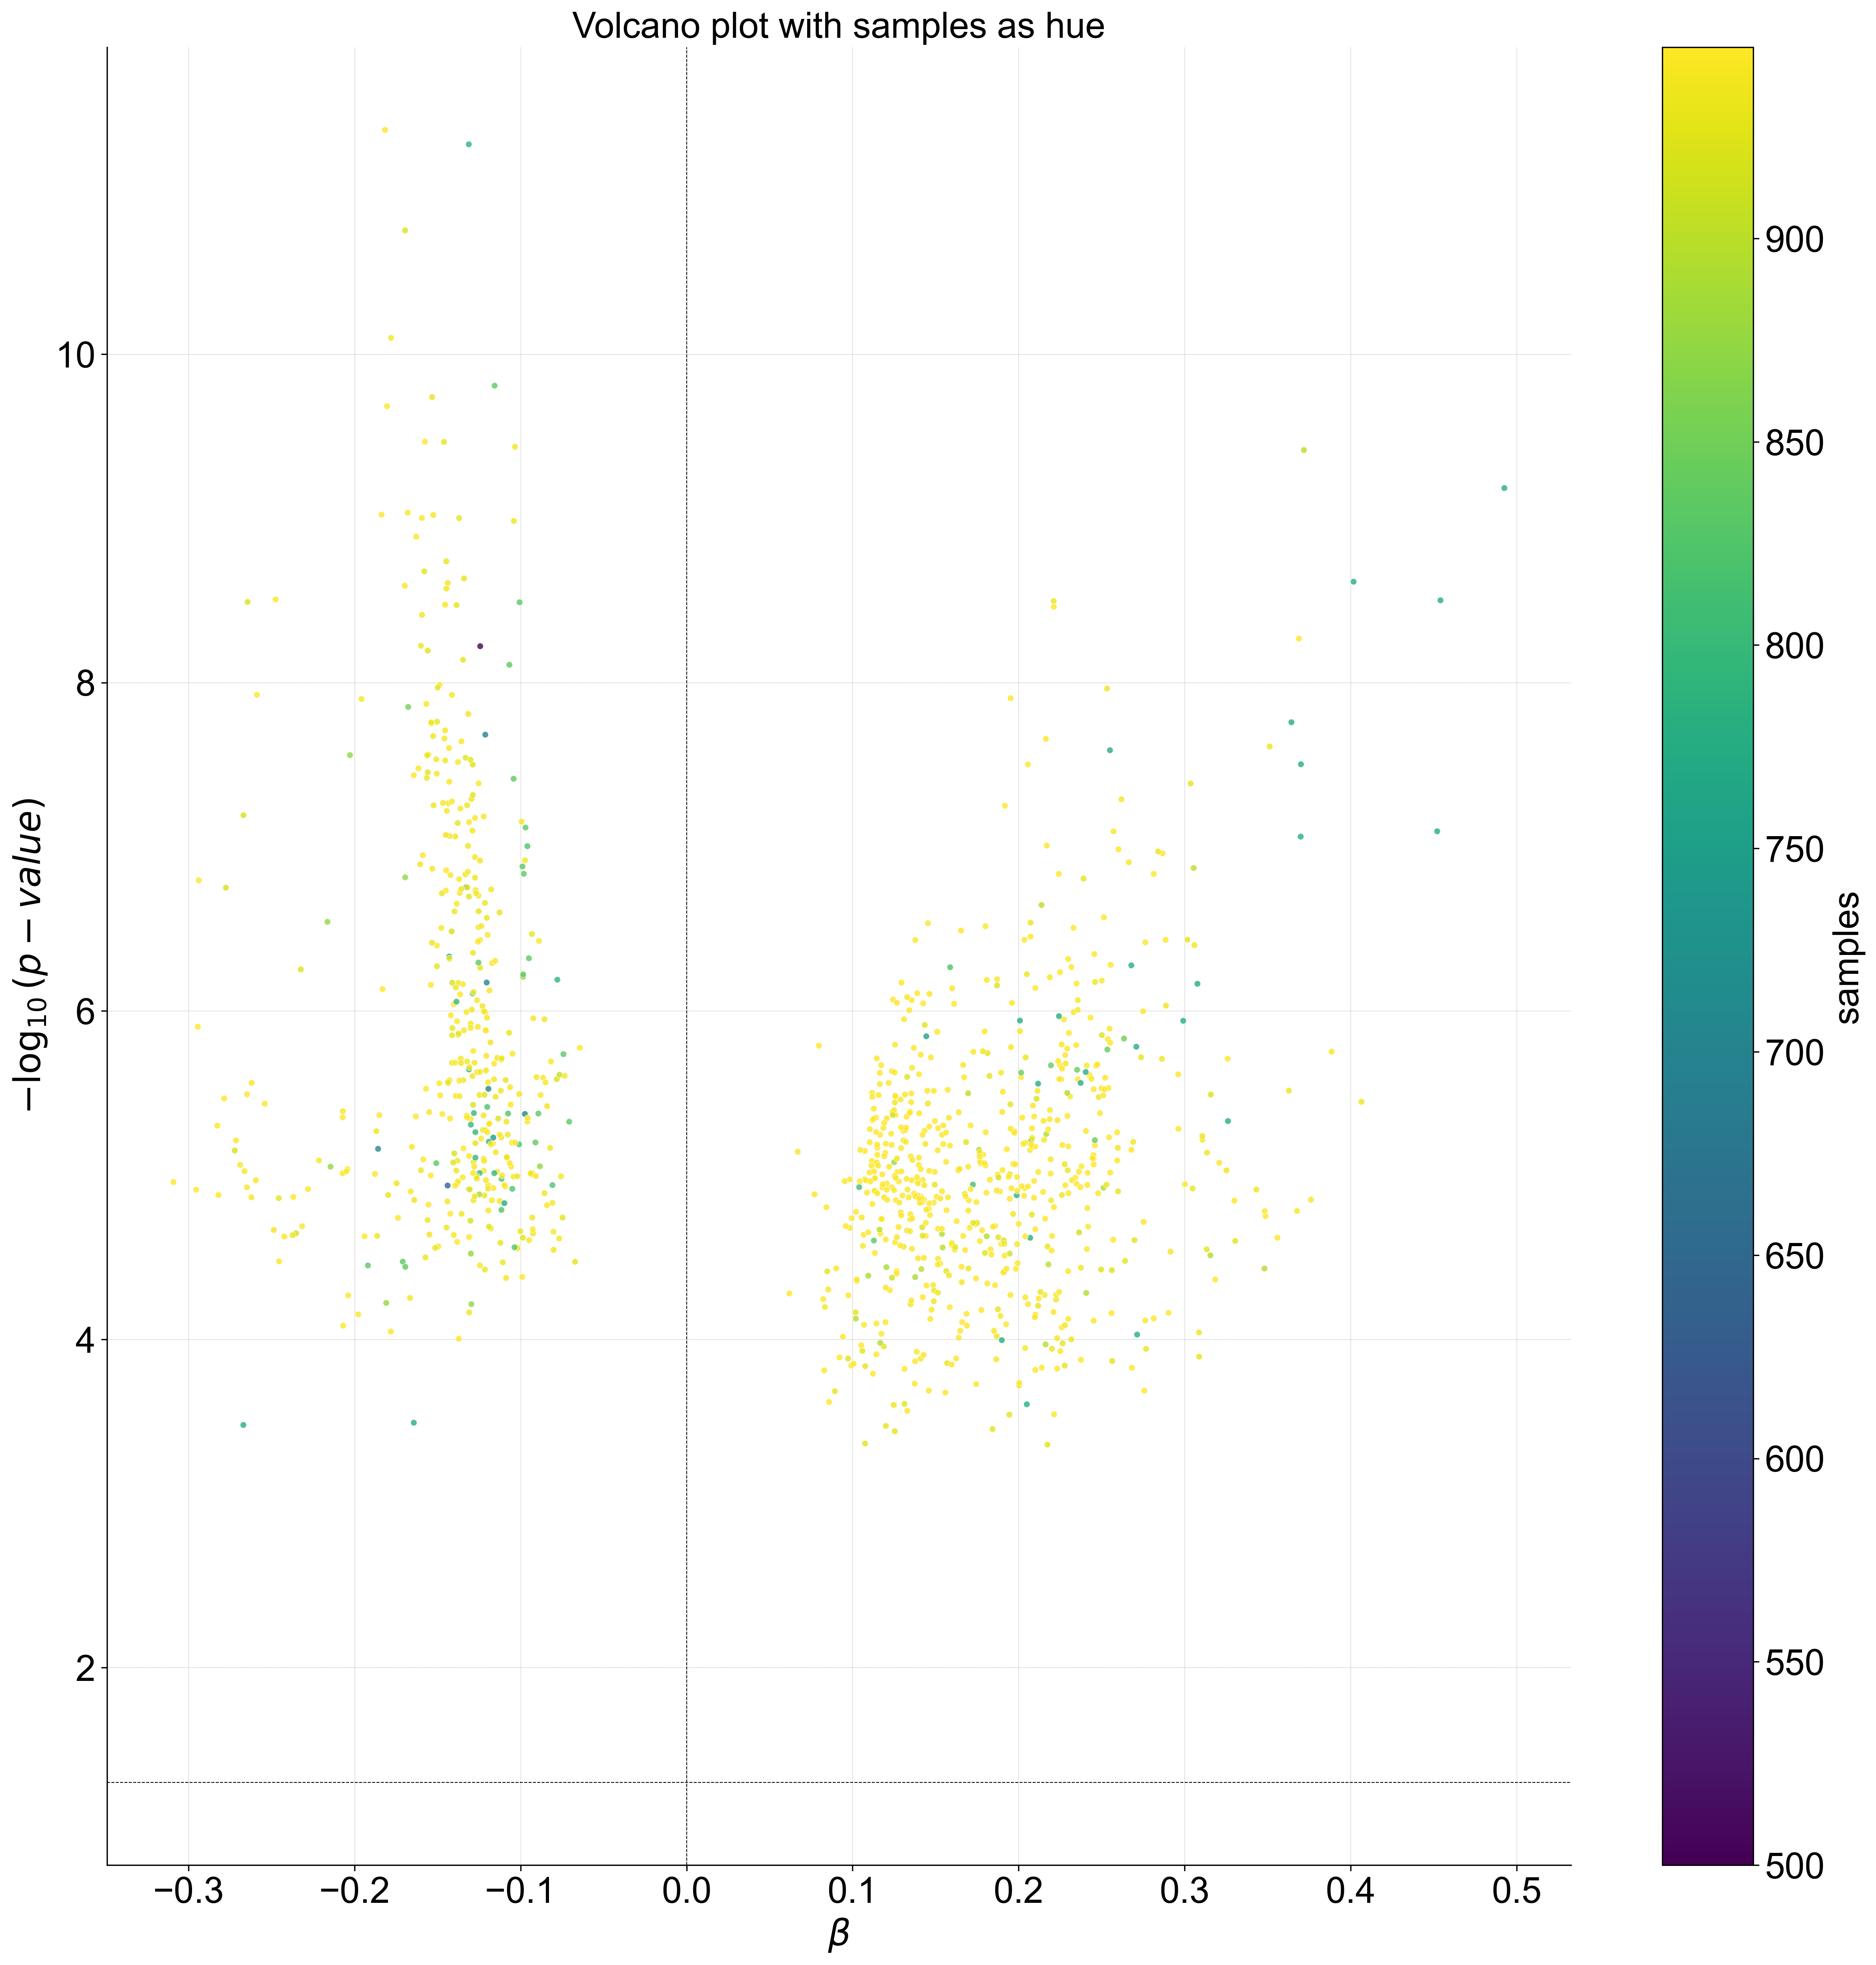 Volcano plot with samples as hue
−log₁₀ (p − value)
10
8
6
4
2
−0.3 −0.2 −0.1 0.0 0.1 0.2 0.3 0.4 0.5
β
900
850
800
750
700
650
600
550
500
samples